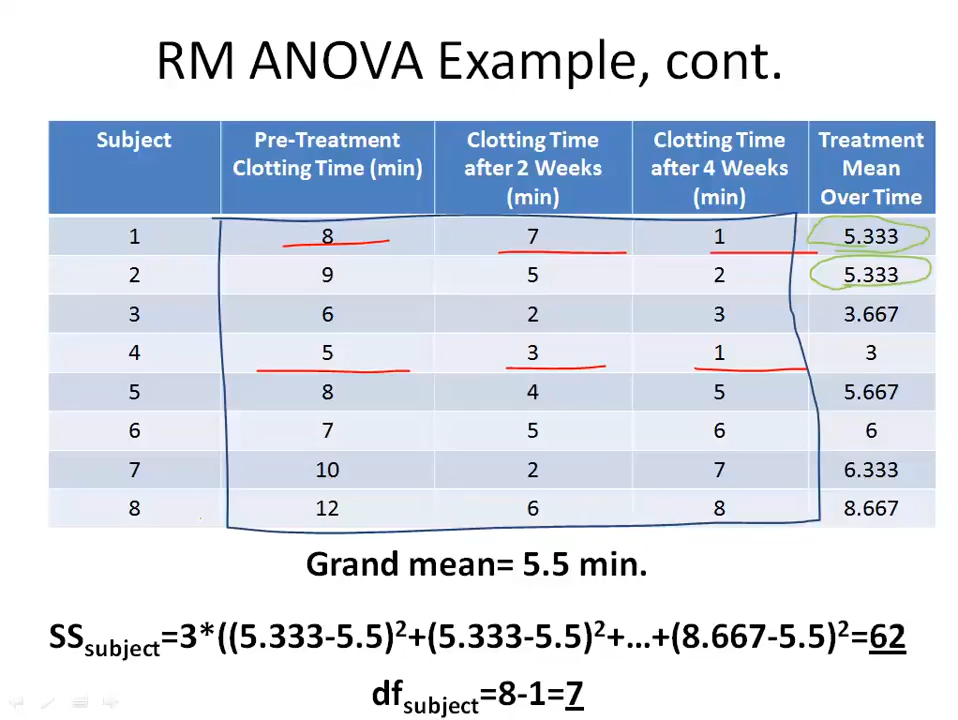 RM ANOVA Example, cont.
Subject Pre-Treatment Clotting Time (min) Clotting Time after 2 Weeks (min) Clotting Time after 4 Weeks (min) Treatment Mean Over Time
1 8 7 1 5.333
2 9 5 2 5.333
3 6 2 3 3.667
4 5 3 1 3
5 8 4 5 5.667
6 7 5 6 6
7 10 2 7 6.333
8 12 6 8 8.667
Grand mean= 5.5 min.
SSsubject=3*((5.333-5.5)2+(5.333-5.5)2+...+(8.667-5.5)2=62
dfsubject=8-1=7